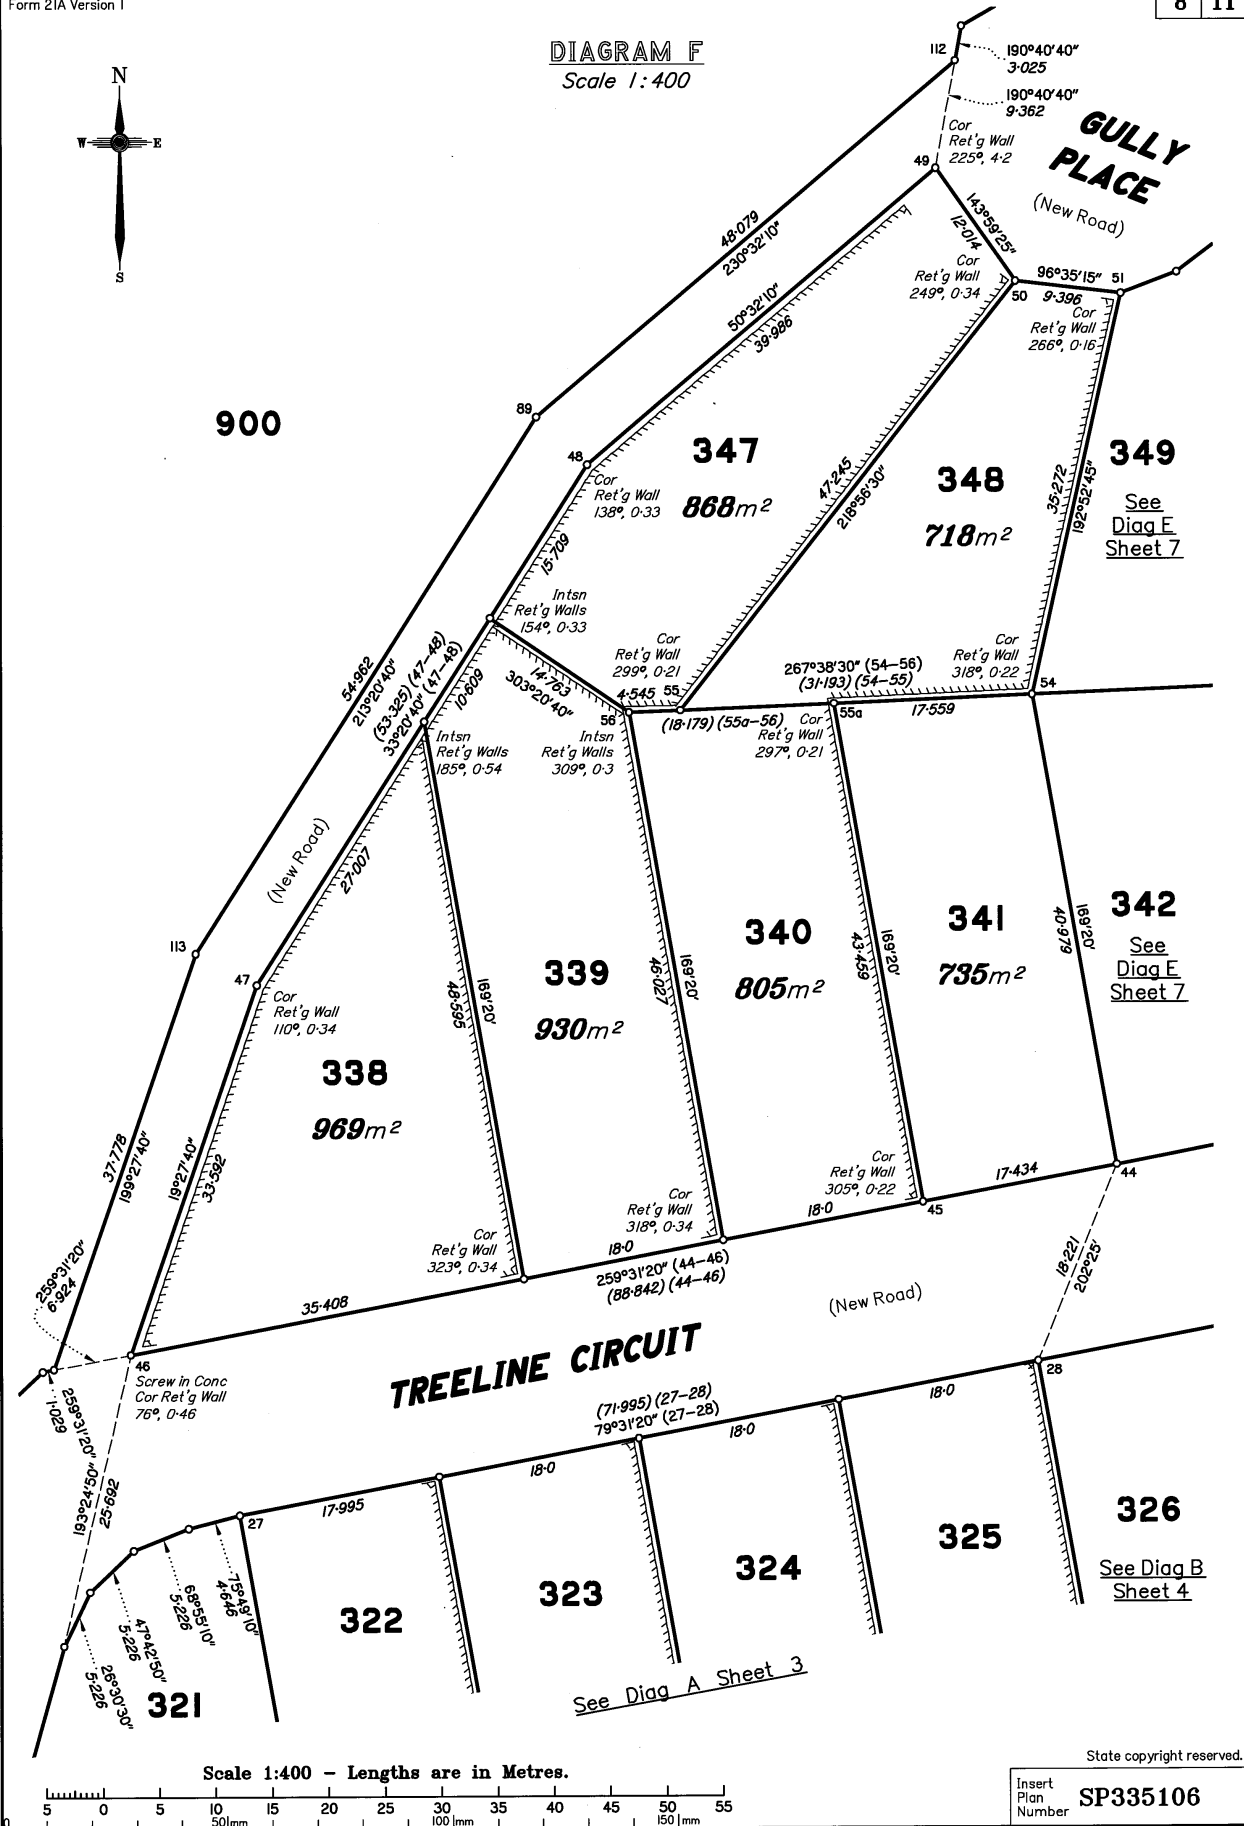 Form 21A Version 1
8 11
DIAGRAM F
Scale 1:400
N
W E
S
112
190°40'40"
3·025
190°40'40"
9·362
GULLY
PLACE
(New Road)
Cor
Ret'g Wall
225°, 4·2
49
143°59'25"
12·014
48·079
230°32'10"
50°32'10"
39·986
Cor
Ret'g Wall
249°, 0·34
50
96°35'15"
9·396
51
Cor
Ret'g Wall
266°, 0·16
900
89
48
Cor
Ret'g Wall
138°, 0·33
347
868m²
348
718m²
349
See
Diag E
Sheet 7
47·245
218°56'30"
35·272
192°52'45"
15·709
Intsn
Ret'g Walls
154°, 0·33
Cor
Ret'g Wall
299°, 0·21
267°38'30" (54–56)
(31·193) (54–55)
Cor
Ret'g Wall
318°, 0·22
54
54·962
213°20'40"
(53·325) (47–48)
33°20'40" (47–48)
10·609
14·763
303°20'40"
4·545
55
56
(18·179) (55a–56)
55a
17·559
Intsn
Ret'g Walls
185°, 0·54
Intsn
Ret'g Walls
309°, 0·3
Cor
Ret'g Wall
297°, 0·21
(New Road)
27·007
113
47
Cor
Ret'g Wall
110°, 0·34
338
969m²
48·595
169°20'
339
930m²
46·027
169°20'
340
805m²
43·459
169°20'
341
735m²
40·979
169°20'
342
See
Diag E
Sheet 7
37·778
199°27'40"
19°27'40"
33·592
Cor
Ret'g Wall
323°, 0·34
Cor
Ret'g Wall
318°, 0·34
Cor
Ret'g Wall
305°, 0·22
35·408
18·0
18·0
45
17·434
44
259°31'20" (44–46)
(88·842) (44–46)
18·221
202°25'
259°31'20"
6·924
46
Screw in Conc
Cor Ret'g Wall
76°, 0·46
259°31'20"
1·029
TREELINE CIRCUIT
(New Road)
193°24'50"
25·692
(71·995) (27–28)
79°31'20" (27–28)
17·995
18·0
18·0
18·0
28
27
75°49'10"
4·646
68°55'10"
5·226
47°42'50"
5·226
26°30'30"
5·226
321
322
323
324
325
326
See Diag B
Sheet 4
See Diag A Sheet 3
State copyright reserved.
Scale 1:400 – Lengths are in Metres.
5 0 5 10 15 20 25 30 35 40 45 50 55
0 50mm 100mm 150mm
Insert
Plan
Number
SP335106